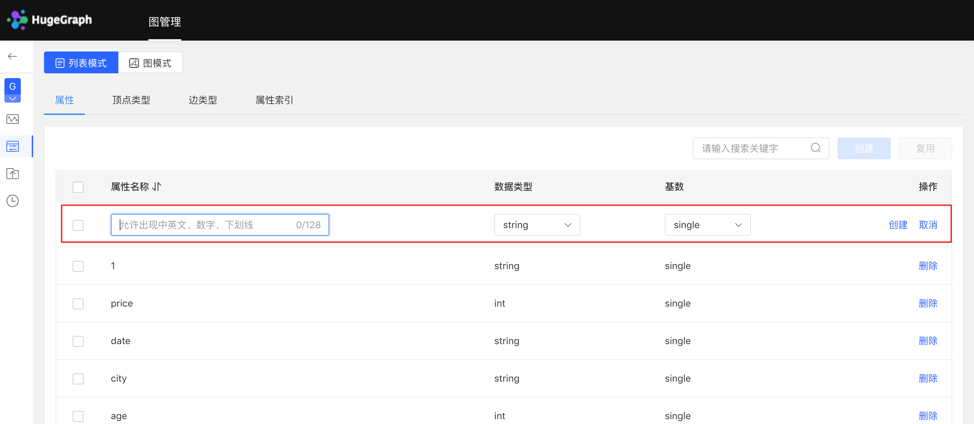 HugeGraph
图管理
列表模式 图模式
G
属性 顶点类型 边类型 属性索引
请输入搜索关键字 创建 复用
属性名称 数据类型 基数 操作
允许出现中英文、数字、下划线 0/128 string single 创建 取消
1 string single 删除
price int single 删除
date string single 删除
city string single 删除
age int single 删除